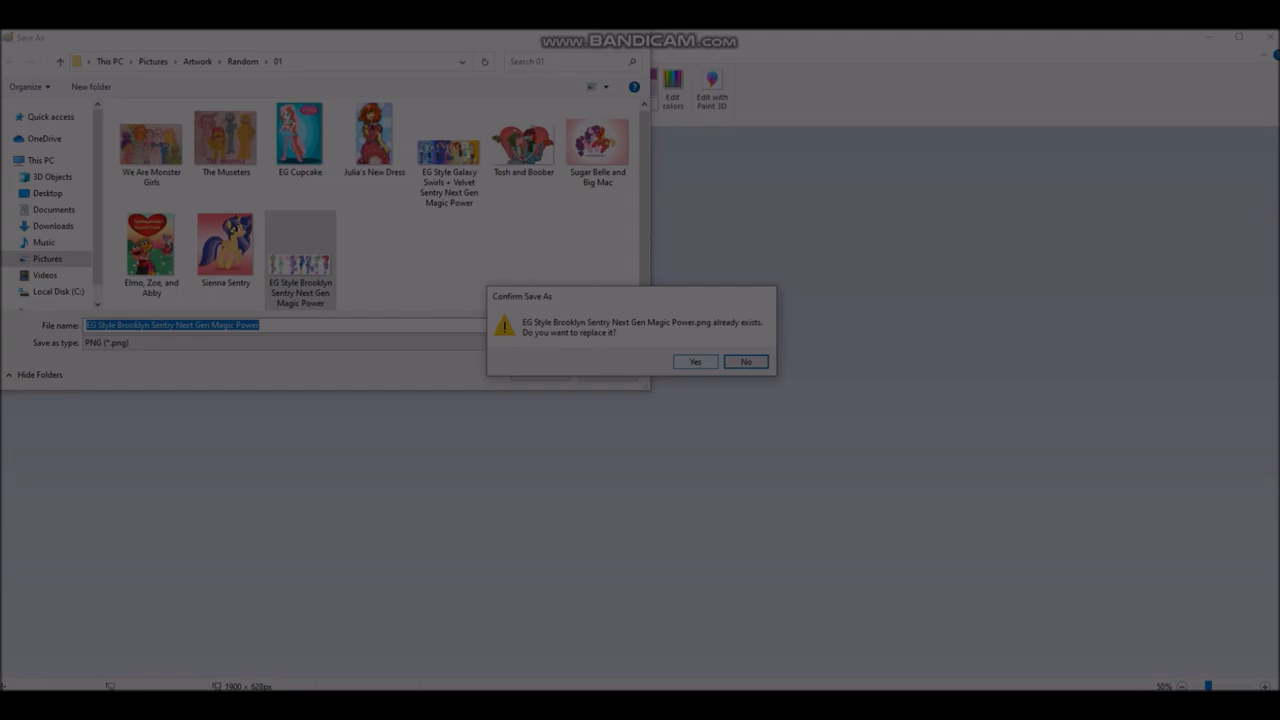 Save As
www.BANDICAM.com
This PC
Pictures
Artwork
Random
01
Search 01
Organize
New folder
Edit
colors
Edit with
Paint 3D
Quick access
OneDrive
This PC
3D Objects
Desktop
Documents
Downloads
Music
Pictures
Videos
Local Disk (C:)
We Are Monster
Girls
The Museters
EG Cupcake
Julia's New Dress
EG Style Galaxy
Swirls + Velvet
Sentry Next Gen
Magic Power
Tosh and Boober
Sugar Belle and
Big Mac
Elmo, Zoe, and
Abby
Sienna Sentry
EG Style Brooklyn
Sentry Next Gen
Magic Power
File name:
EG Style Brooklyn Sentry Next Gen Magic Power
Save as type:
PNG (*.png)
Hide Folders
Confirm Save As
EG Style Brooklyn Sentry Next Gen Magic Power.png already exists.
Do you want to replace it?
Yes
No
1900 × 628px
50%